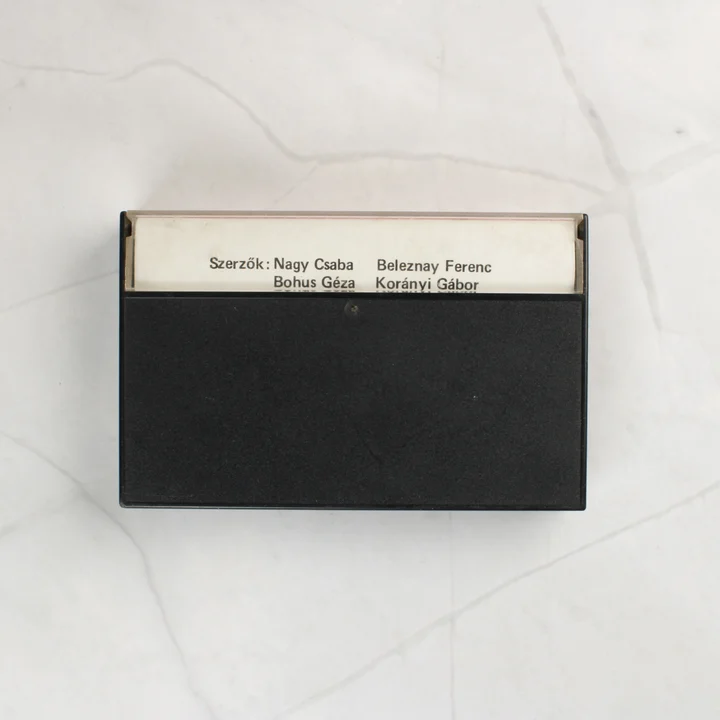 Szerzők: Nagy Csaba Beleznay Ferenc
Bohus Géza Korányi Gábor